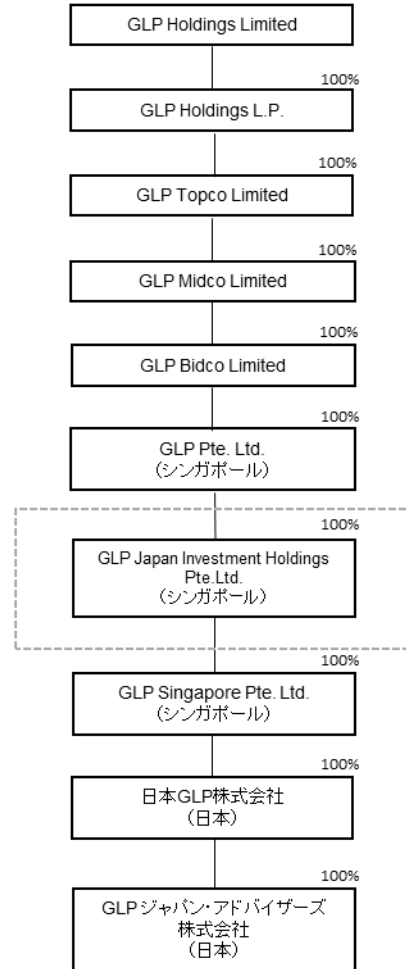 GLP Holdings Limited
100%
GLP Holdings L.P.
100%
GLP Topco Limited
100%
GLP Midco Limited
100%
GLP Bidco Limited
100%
GLP Pte. Ltd.
（シンガポール）
100%
GLP Japan Investment Holdings
Pte.Ltd.
（シンガポール）
100%
GLP Singapore Pte. Ltd.
（シンガポール）
100%
日本GLP株式会社
（日本）
100%
GLPジャパン・アドバイザーズ
株式会社
（日本）